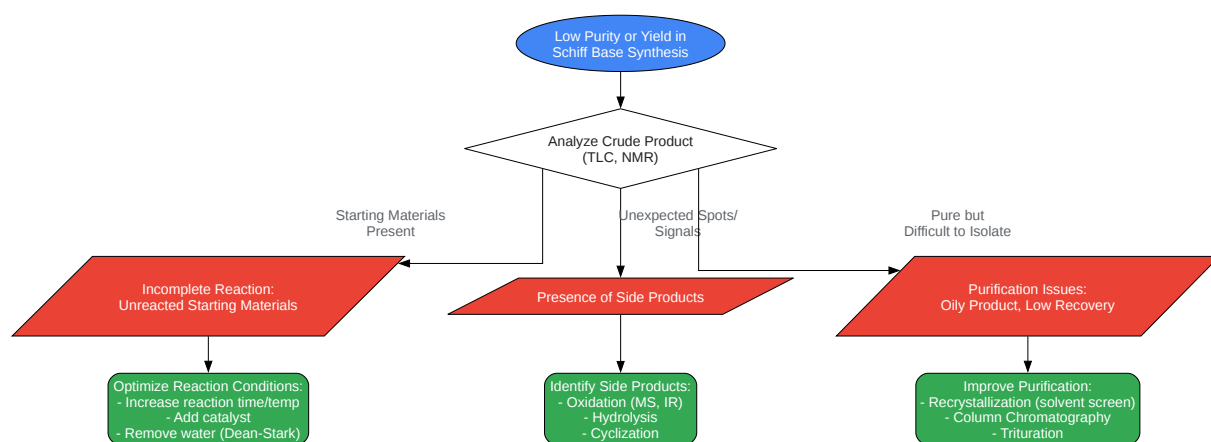 Low Purity or Yield in
Schiff Base Synthesis
Analyze Crude Product
(TLC, NMR)
Starting Materials
Present
Unexpected Spots/
Signals
Pure but
Difficult to Isolate
Incomplete Reaction:
Unreacted Starting Materials
Presence of Side Products
Purification Issues:
Oily Product, Low Recovery
Optimize Reaction Conditions:
- Increase reaction time/temp
- Add catalyst
- Remove water (Dean-Stark)
Identify Side Products:
- Oxidation (MS, IR)
- Hydrolysis
- Cyclization
Improve Purification:
- Recrystallization (solvent screen)
- Column Chromatography
- Trituration